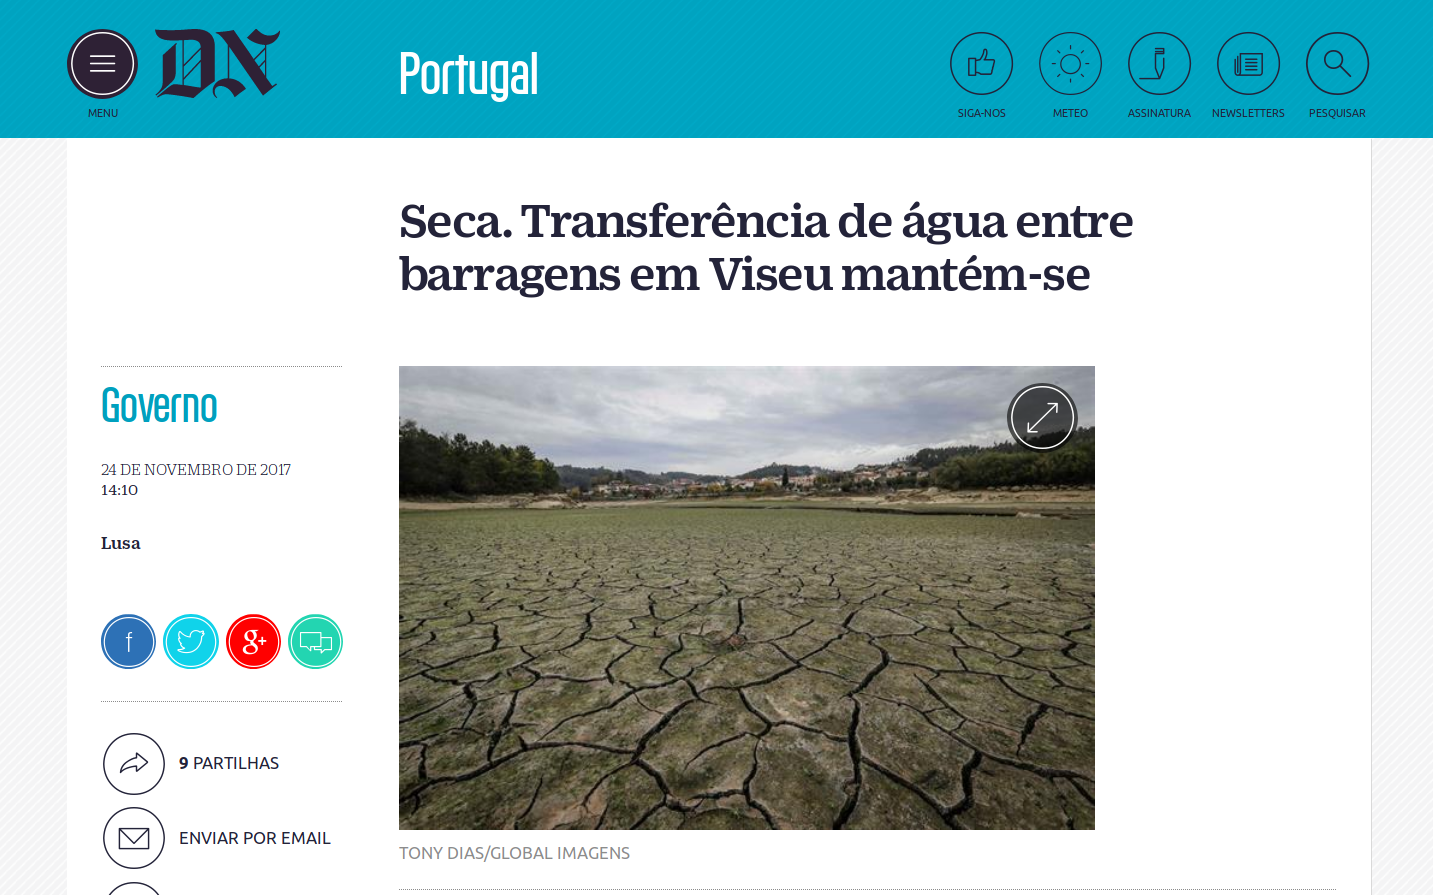 DN
Portugal
MENU
SIGA-NOS
METEO
ASSINATURA
NEWSLETTERS
PESQUISAR
Seca. Transferência de água entre
barragens em Viseu mantém-se
Governo
24 DE NOVEMBRO DE 2017
14:10
Lusa
f
g+
9 PARTILHAS
ENVIAR POR EMAIL
TONY DIAS/GLOBAL IMAGENS